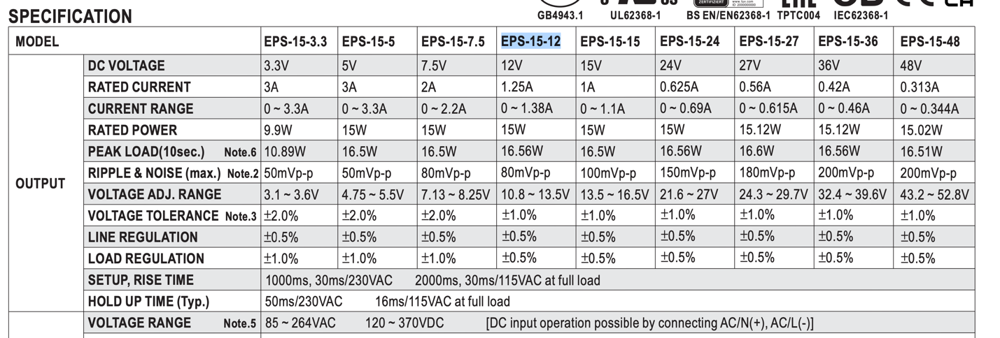 ZERTIFIZIERT
SPECIFICATION
GB4943.1 UL62368-1 BS EN/EN62368-1 TPTC004 IEC62368-1
MODEL EPS-15-3.3 EPS-15-5 EPS-15-7.5 EPS-15-12 EPS-15-15 EPS-15-24 EPS-15-27 EPS-15-36 EPS-15-48
DC VOLTAGE 3.3V 5V 7.5V 12V 15V 24V 27V 36V 48V
RATED CURRENT 3A 3A 2A 1.25A 1A 0.625A 0.56A 0.42A 0.313A
CURRENT RANGE 0 ~ 3.3A 0 ~ 3.3A 0 ~ 2.2A 0 ~ 1.38A 0 ~ 1.1A 0 ~ 0.69A 0 ~ 0.615A 0 ~ 0.46A 0 ~ 0.344A
RATED POWER 9.9W 15W 15W 15W 15W 15W 15.12W 15.12W 15.02W
PEAK LOAD(10sec.) Note.6 10.89W 16.5W 16.5W 16.56W 16.5W 16.56W 16.6W 16.56W 16.51W
OUTPUT RIPPLE & NOISE (max.) Note.2 50mVp-p 50mVp-p 80mVp-p 80mVp-p 100mVp-p 150mVp-p 180mVp-p 200mVp-p 200mVp-p
VOLTAGE ADJ. RANGE 3.1 ~ 3.6V 4.75 ~ 5.5V 7.13 ~ 8.25V 10.8 ~ 13.5V 13.5 ~ 16.5V 21.6 ~ 27V 24.3 ~ 29.7V 32.4 ~ 39.6V 43.2 ~ 52.8V
VOLTAGE TOLERANCE Note.3 ±2.0% ±2.0% ±2.0% ±1.0% ±1.0% ±1.0% ±1.0% ±1.0% ±1.0%
LINE REGULATION ±0.5% ±0.5% ±0.5% ±0.5% ±0.5% ±0.5% ±0.5% ±0.5% ±0.5%
LOAD REGULATION ±1.0% ±1.0% ±1.0% ±0.5% ±0.5% ±0.5% ±0.5% ±0.5% ±0.5%
SETUP, RISE TIME 1000ms, 30ms/230VAC 2000ms, 30ms/115VAC at full load
HOLD UP TIME (Typ.) 50ms/230VAC 16ms/115VAC at full load
VOLTAGE RANGE Note.5 85 ~ 264VAC 120 ~ 370VDC [DC input operation possible by connecting AC/N(+), AC/L(-)]